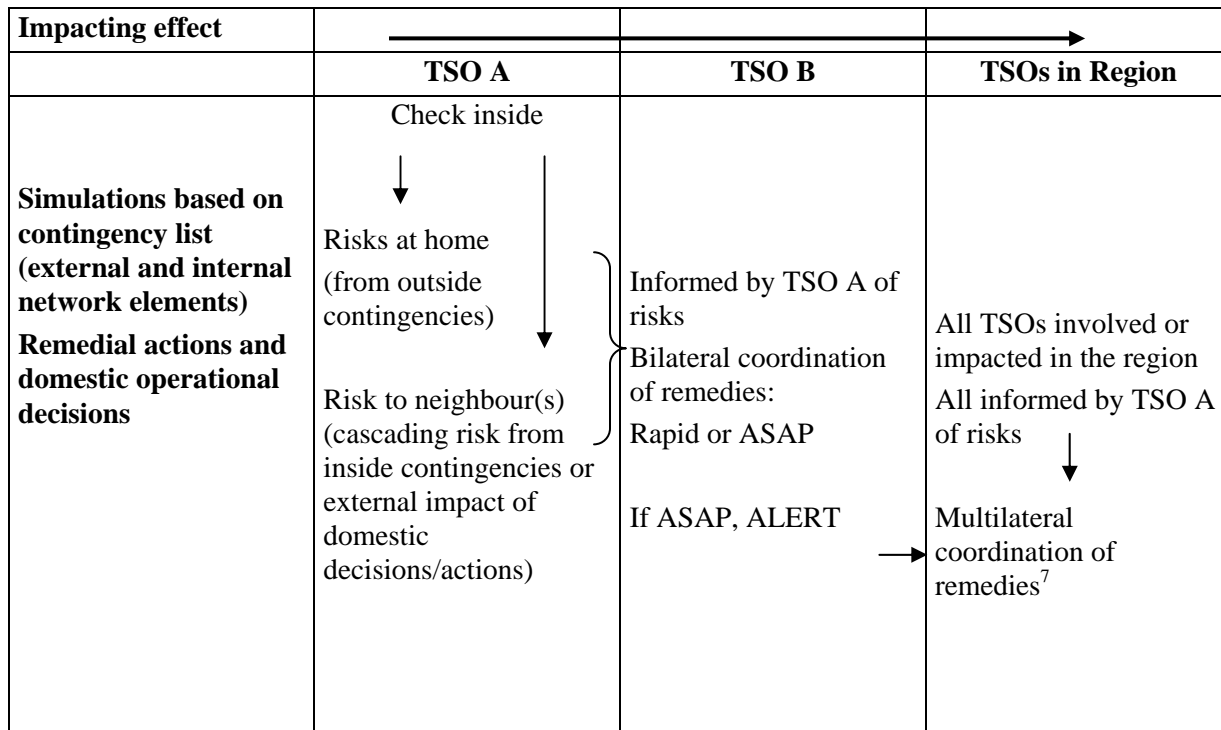 Impacting effect
TSO A
TSO B
TSOs in Region
Simulations based on
contingency list
(external and internal
network elements)
Remedial actions and
domestic operational
decisions
Check inside
Risks at home
(from outside
contingencies)
Risk to neighbour(s)
(cascading risk from
inside contingencies or
external impact of
domestic
decisions/actions)
Informed by TSO A of
risks
Bilateral coordination
of remedies:
Rapid or ASAP
If ASAP, ALERT
All TSOs involved or
impacted in the region
All informed by TSO A
of risks
Multilateral
coordination of
remedies7